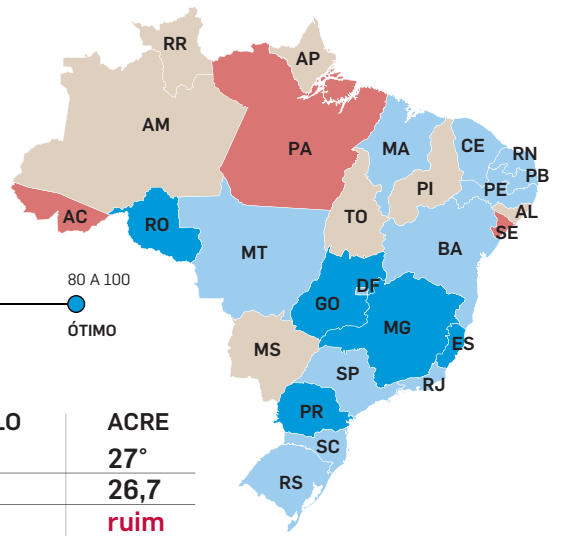 RR
AP
AM
PA
MA
CE
RN
PB
PI
PE
AC
RO
TO
AL
SE
MT
BA
80 A 100
DF
GO
ÓTIMO
MG
ES
MS
SP
RJ
PR
LO
ACRE
SC
27°
26,7
RS
ruim